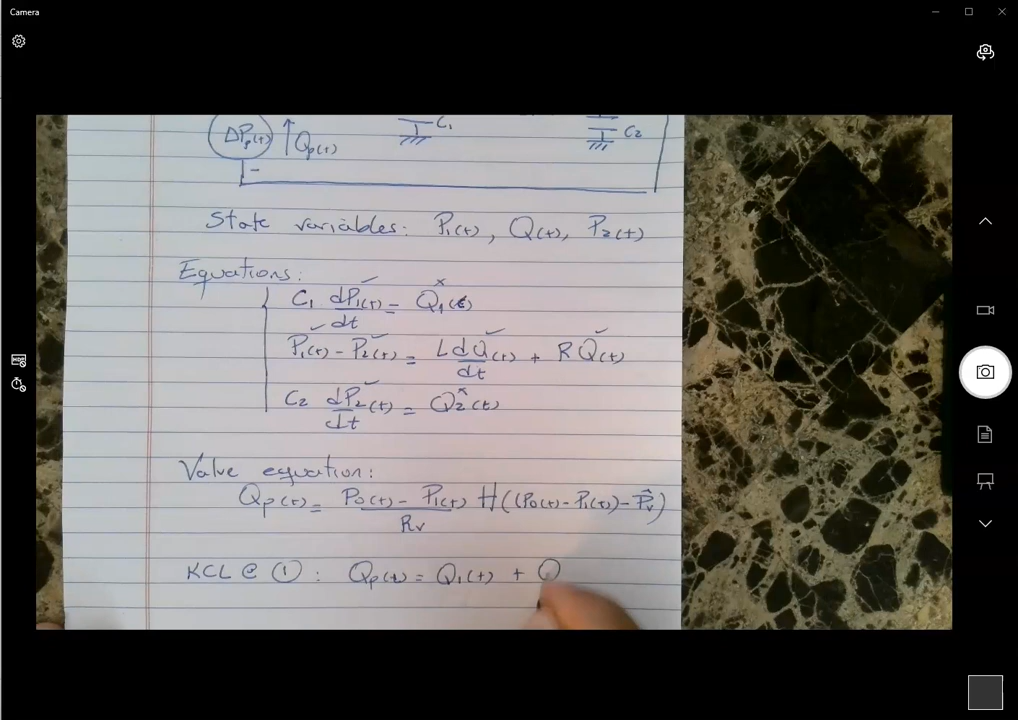 Camera
ΔPp(t) ↑ Qp(t) C1 C2
-
State variables: P1(t), Q(t), P2(t)
Equations:
C1 dP1(t)/dt = Q1(t)
P1(t) - P2(t) = L dQ(t)/dt + R Q(t)
C2 dP2(t)/dt = Q2(t)
Valve equation:
Qp(t) = P0(t) - P1(t)/Rv H((P0(t) - P1(t)) - P̂v)
KCL @ ①: Qp(t) = Q1(t) + Q